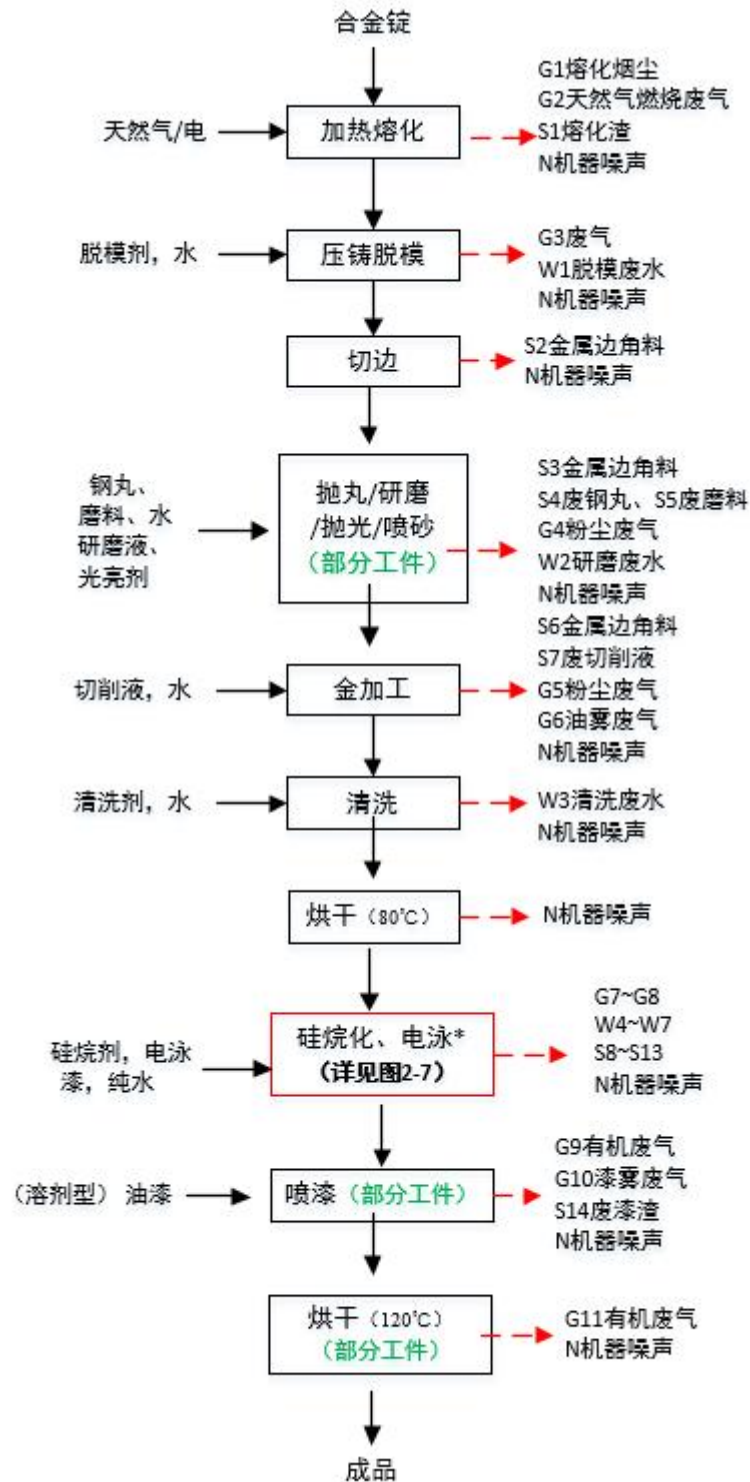 合金锭
天然气/电
加热熔化
G1熔化烟尘
G2天然气燃烧废气
S1熔化渣
N机器噪声
脱模剂，水
压铸脱模
G3废气
W1脱模废水
N机器噪声
切边
S2金属边角料
N机器噪声
钢丸、
磨料、水
研磨液、
光亮剂
抛丸/研磨
/抛光/喷砂
（部分工件）
S3金属边角料
S4废钢丸、S5废磨料
G4粉尘废气
W2研磨废水
N机器噪声
切削液，水
金加工
S6金属边角料
S7废切削液
G5粉尘废气
G6油雾废气
N机器噪声
清洗剂，水
清洗
W3清洗废水
N机器噪声
烘干（80℃）
N机器噪声
硅烷剂，电泳
漆，纯水
硅烷化、电泳*
（详见图2-7）
G7~G8
W4~W7
S8~S13
N机器噪声
（溶剂型）油漆
喷漆（部分工件）
G9有机废气
G10漆雾废气
S14废漆渣
N机器噪声
烘干（120℃）
（部分工件）
G11有机废气
N机器噪声
成品